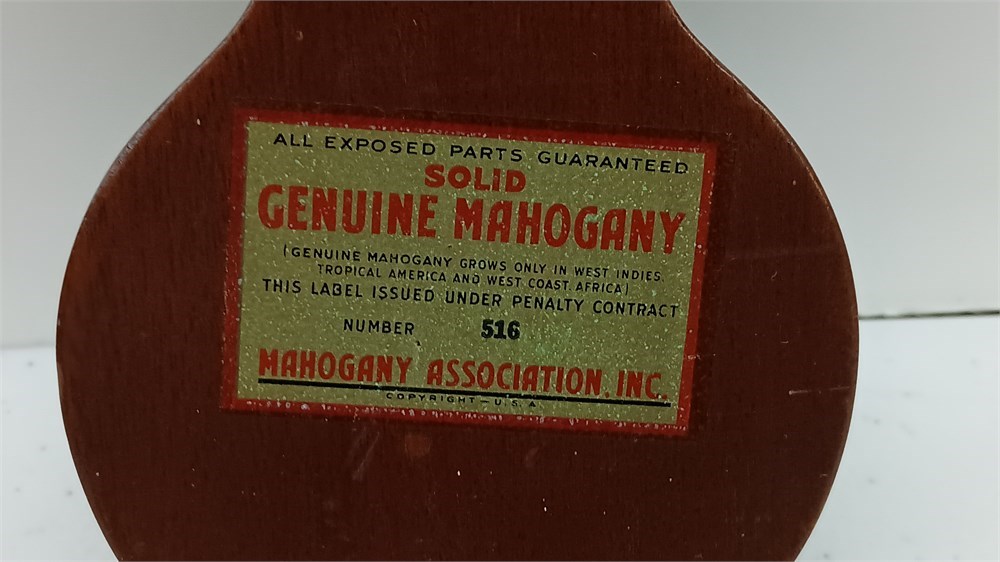 ALL EXPOSED PARTS GUARANTEED
SOLID
GENUINE MAHOGANY
(GENUINE MAHOGANY GROWS ONLY IN WEST INDIES,
TROPICAL AMERICA AND WEST COAST AFRICA)
THIS LABEL ISSUED UNDER PENALTY CONTRACT
NUMBER 516
MAHOGANY ASSOCIATION, INC.
COPYRIGHT — U.S.A.